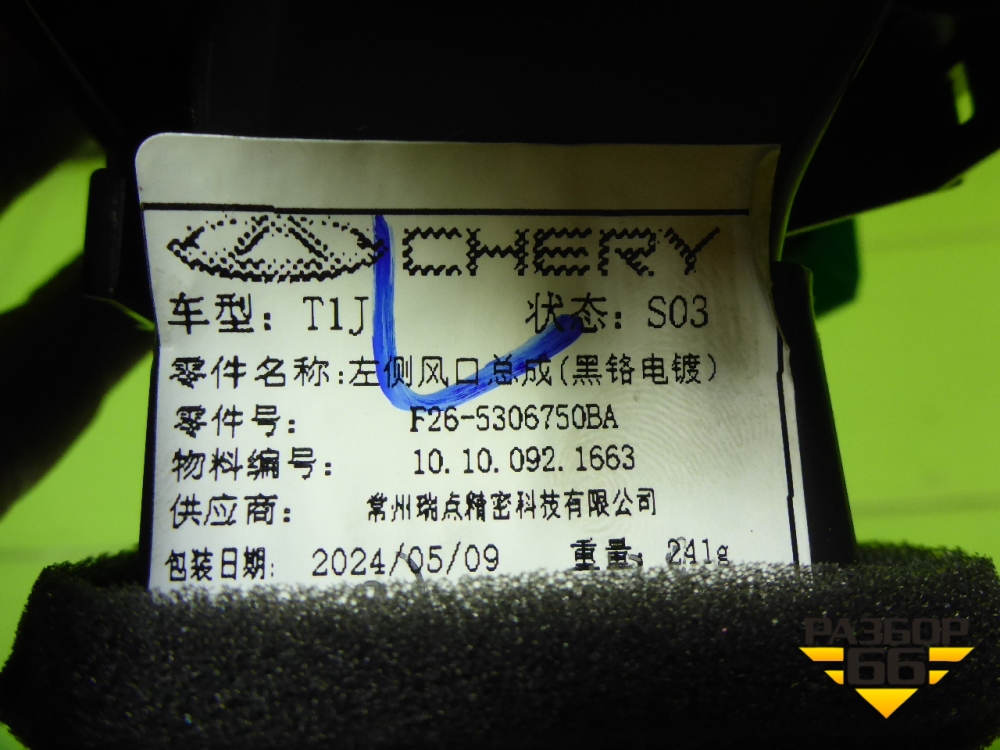 CHERY
车型: T1J 状态: S03
零件名称:左侧风口总成(黑铬电镀)
零件号: F26-5306750BA
物料编号: 10.10.092.1663
供应商: 常州瑞点精密科技有限公司
包装日期: 2024/05/09 重量: 241g
РАЗБОР
66